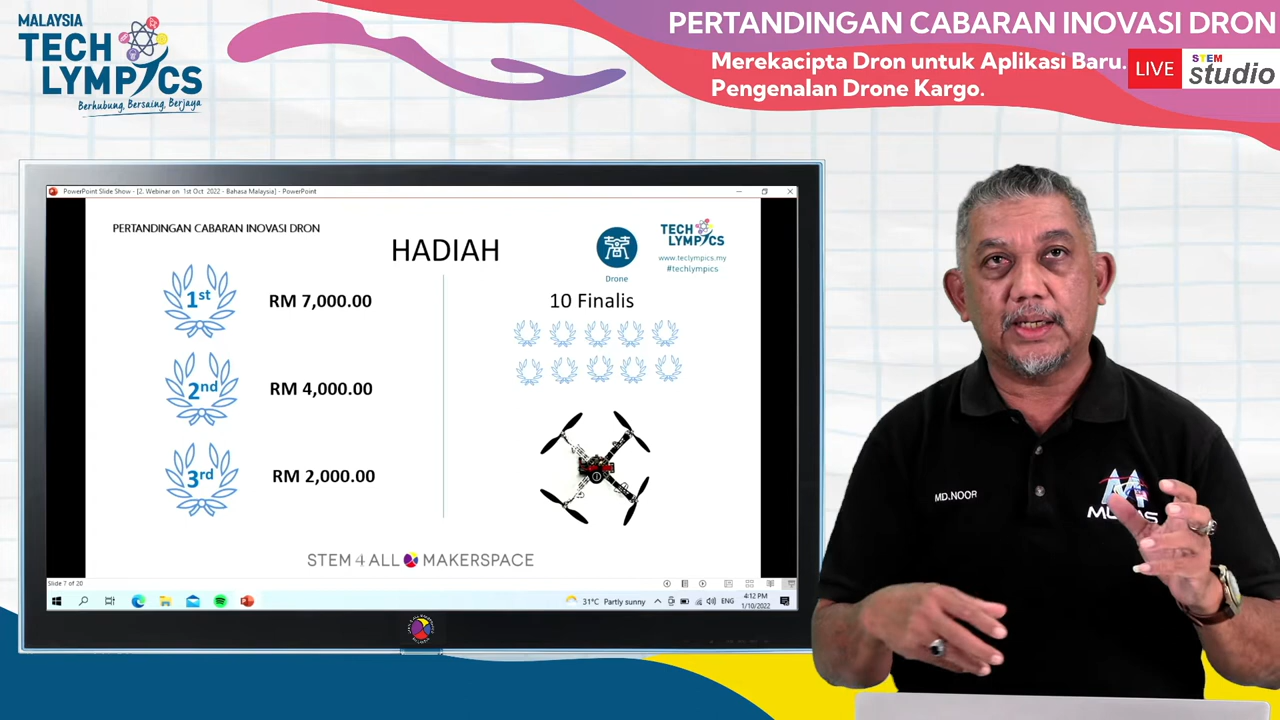 MALAYSIA
TECH
LYMPICS
Berhubung, Bersaing, Berjaya
PERTANDINGAN CABARAN INOVASI DRON
Merekacipta Dron untuk Aplikasi Baru.
Pengenalan Drone Kargo.
LIVE
STEM
studio
PowerPoint Slide Show - [2. Webinar on 1st Oct 2022 - Bahasa Malaysia] - PowerPoint
PERTANDINGAN CABARAN INOVASI DRON
HADIAH
Drone
TECH
LYMPICS
www.teclympics.my
#techlympics
1st
RM 7,000.00
2nd
RM 4,000.00
3rd
RM 2,000.00
10 Finalis
STEM 4 ALL MAKERSPACE
Slide 7 of 20
31°C Partly sunny
ENG
4:12 PM
1/10/2022
MD.NOOR